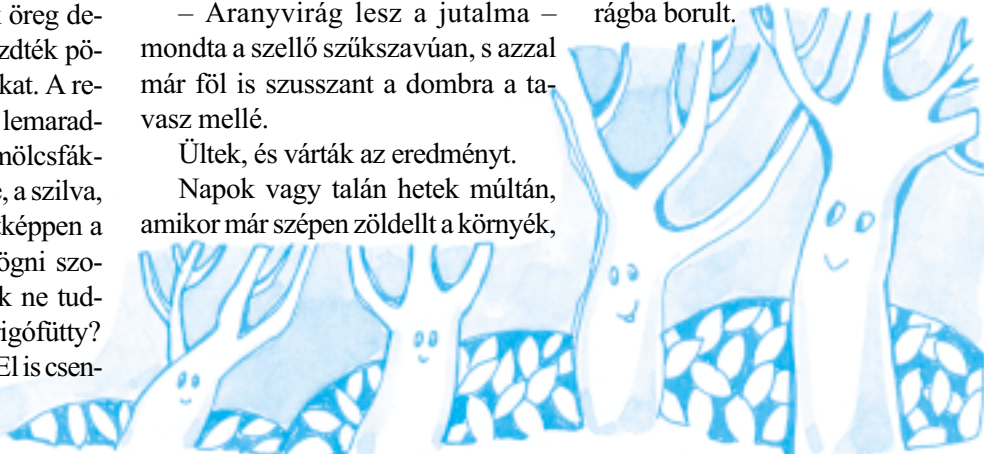 öreg de-
zdték pö-
kat. A re-
lemarad-
mölcsfák-
, a szilva,
képpen a
ögni szo-
k ne tud-
rigófütty?
El is csen-
– Aranyvirág lesz a jutalma –
mondta a szellő szűkszavúan, s azzal
már föl is szusszant a dombra a ta-
vasz mellé.
Ültek, és várták az eredményt.
Napok vagy talán hetek múltán,
amikor már szépen zöldellt a környék,
rágba borult.